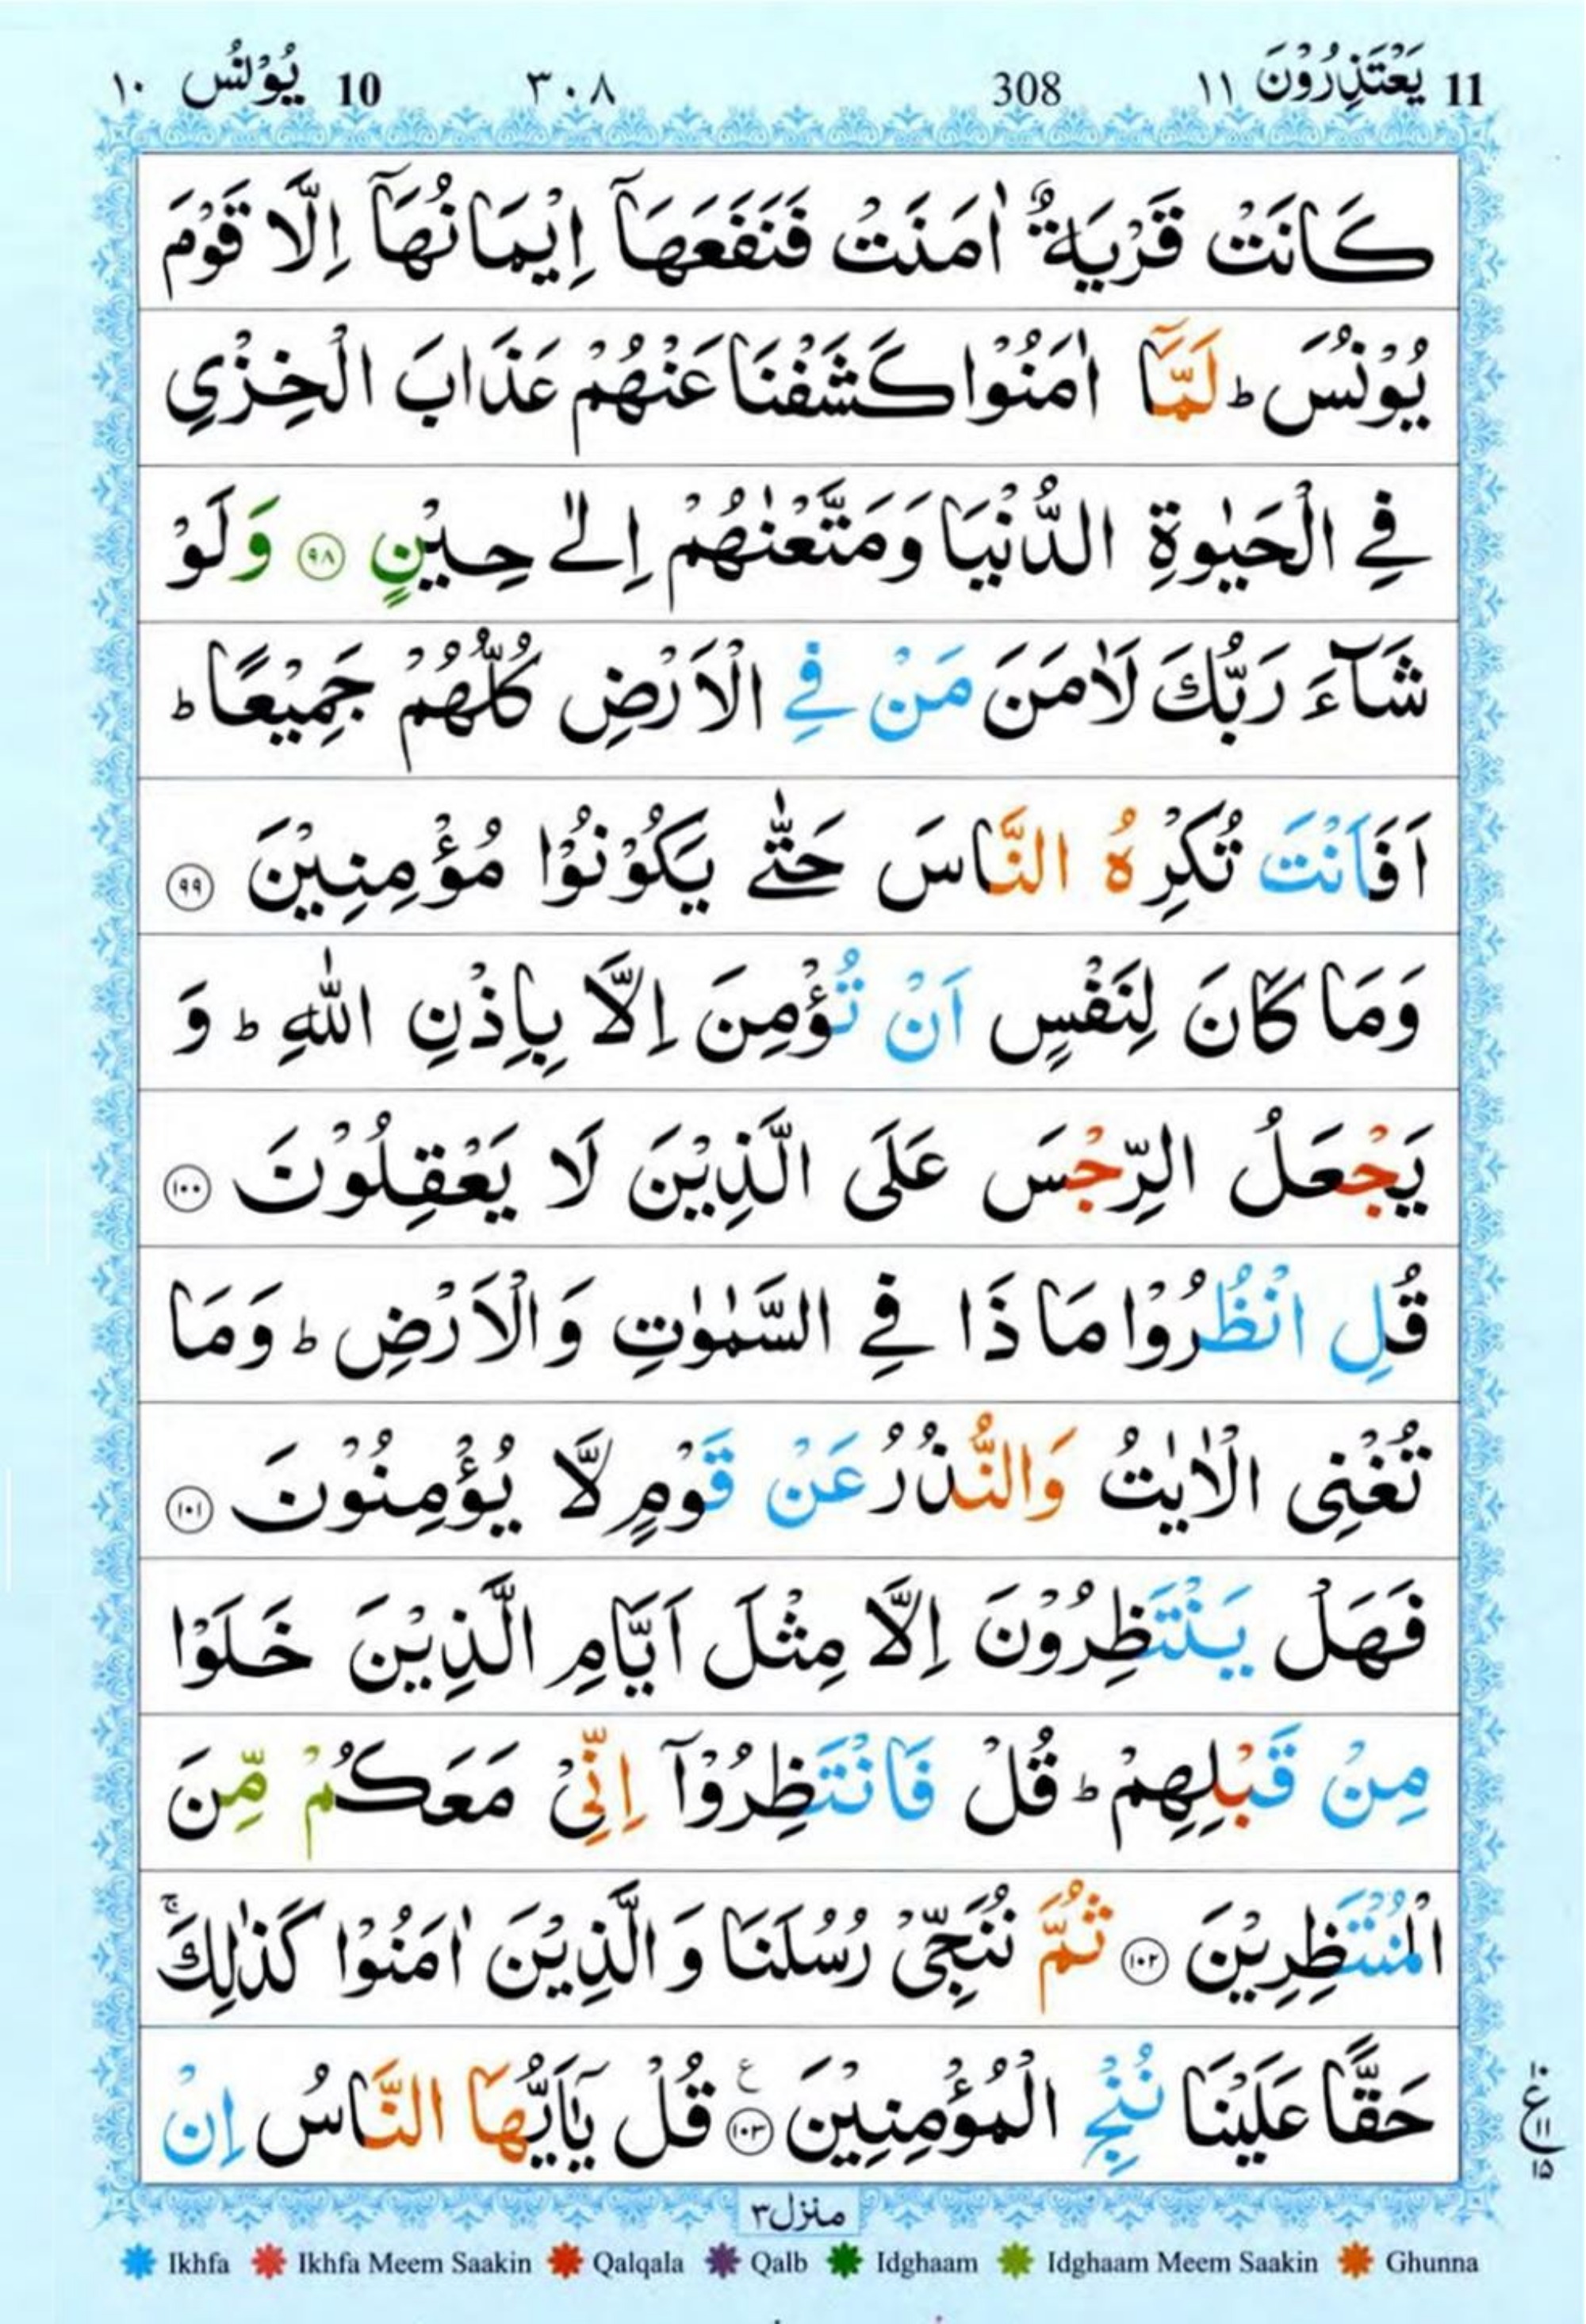 11 يَعْتَذِرُوْنَ ١١ 308 ٣٠٨ 10 يُوْنُس ١٠
كَانَتْ قَرْيَةٌ اٰمَنَتْ فَنَفَعَهَاۤ اِيْمَانُهَاۤ اِلَّا قَوْمَ
يُوْنُسَ ؕ لَمَّاۤ اٰمَنُوْا كَشَفْنَا عَنْهُمْ عَذَابَ الْخِزْيِ
فِي الْحَيٰوةِ الدُّنْيَا وَمَتَّعْنٰهُمْ اِلٰى حِيْنٍ ﴿٩٨﴾ وَلَوْ
شَآءَ رَبُّكَ لَاٰمَنَ مَنْ فِي الْاَرْضِ كُلُّهُمْ جَمِيْعًا ؕ
اَفَاَنْتَ تُكْرِهُ النَّاسَ حَتّٰى يَكُوْنُوْا مُؤْمِنِيْنَ ﴿٩٩﴾
وَمَا كَانَ لِنَفْسٍ اَنْ تُؤْمِنَ اِلَّا بِاِذْنِ اللّٰهِ ؕ وَ
يَجْعَلُ الرِّجْسَ عَلَى الَّذِيْنَ لَا يَعْقِلُوْنَ ﴿١٠٠﴾
قُلِ انْظُرُوْا مَاذَا فِي السَّمٰوٰتِ وَالْاَرْضِ ؕ وَمَا
تُغْنِى الْاٰيٰتُ وَالنُّذُرُ عَنْ قَوْمٍ لَّا يُؤْمِنُوْنَ ﴿١٠١﴾
فَهَلْ يَنْتَظِرُوْنَ اِلَّا مِثْلَ اَيَّامِ الَّذِيْنَ خَلَوْا
مِنْ قَبْلِهِمْ ؕ قُلْ فَانْتَظِرُوْۤا اِنِّىْ مَعَكُمْ مِّنَ
الْمُنْتَظِرِيْنَ ﴿١٠٢﴾ ثُمَّ نُنَجِّىْ رُسُلَنَا وَ الَّذِيْنَ اٰمَنُوْا كَذٰلِكَ ۚ
حَقًّا عَلَيْنَا نُنْجِ الْمُؤْمِنِيْنَ ﴿١٠٣﴾ ع قُلْ يٰۤاَيُّهَا النَّاسُ اِنْ
١٠ ع ١١ ١٥
منزل ٣
Ikhfa Ikhfa Meem Saakin Qalqala Qalb Idghaam Idghaam Meem Saakin Ghunna